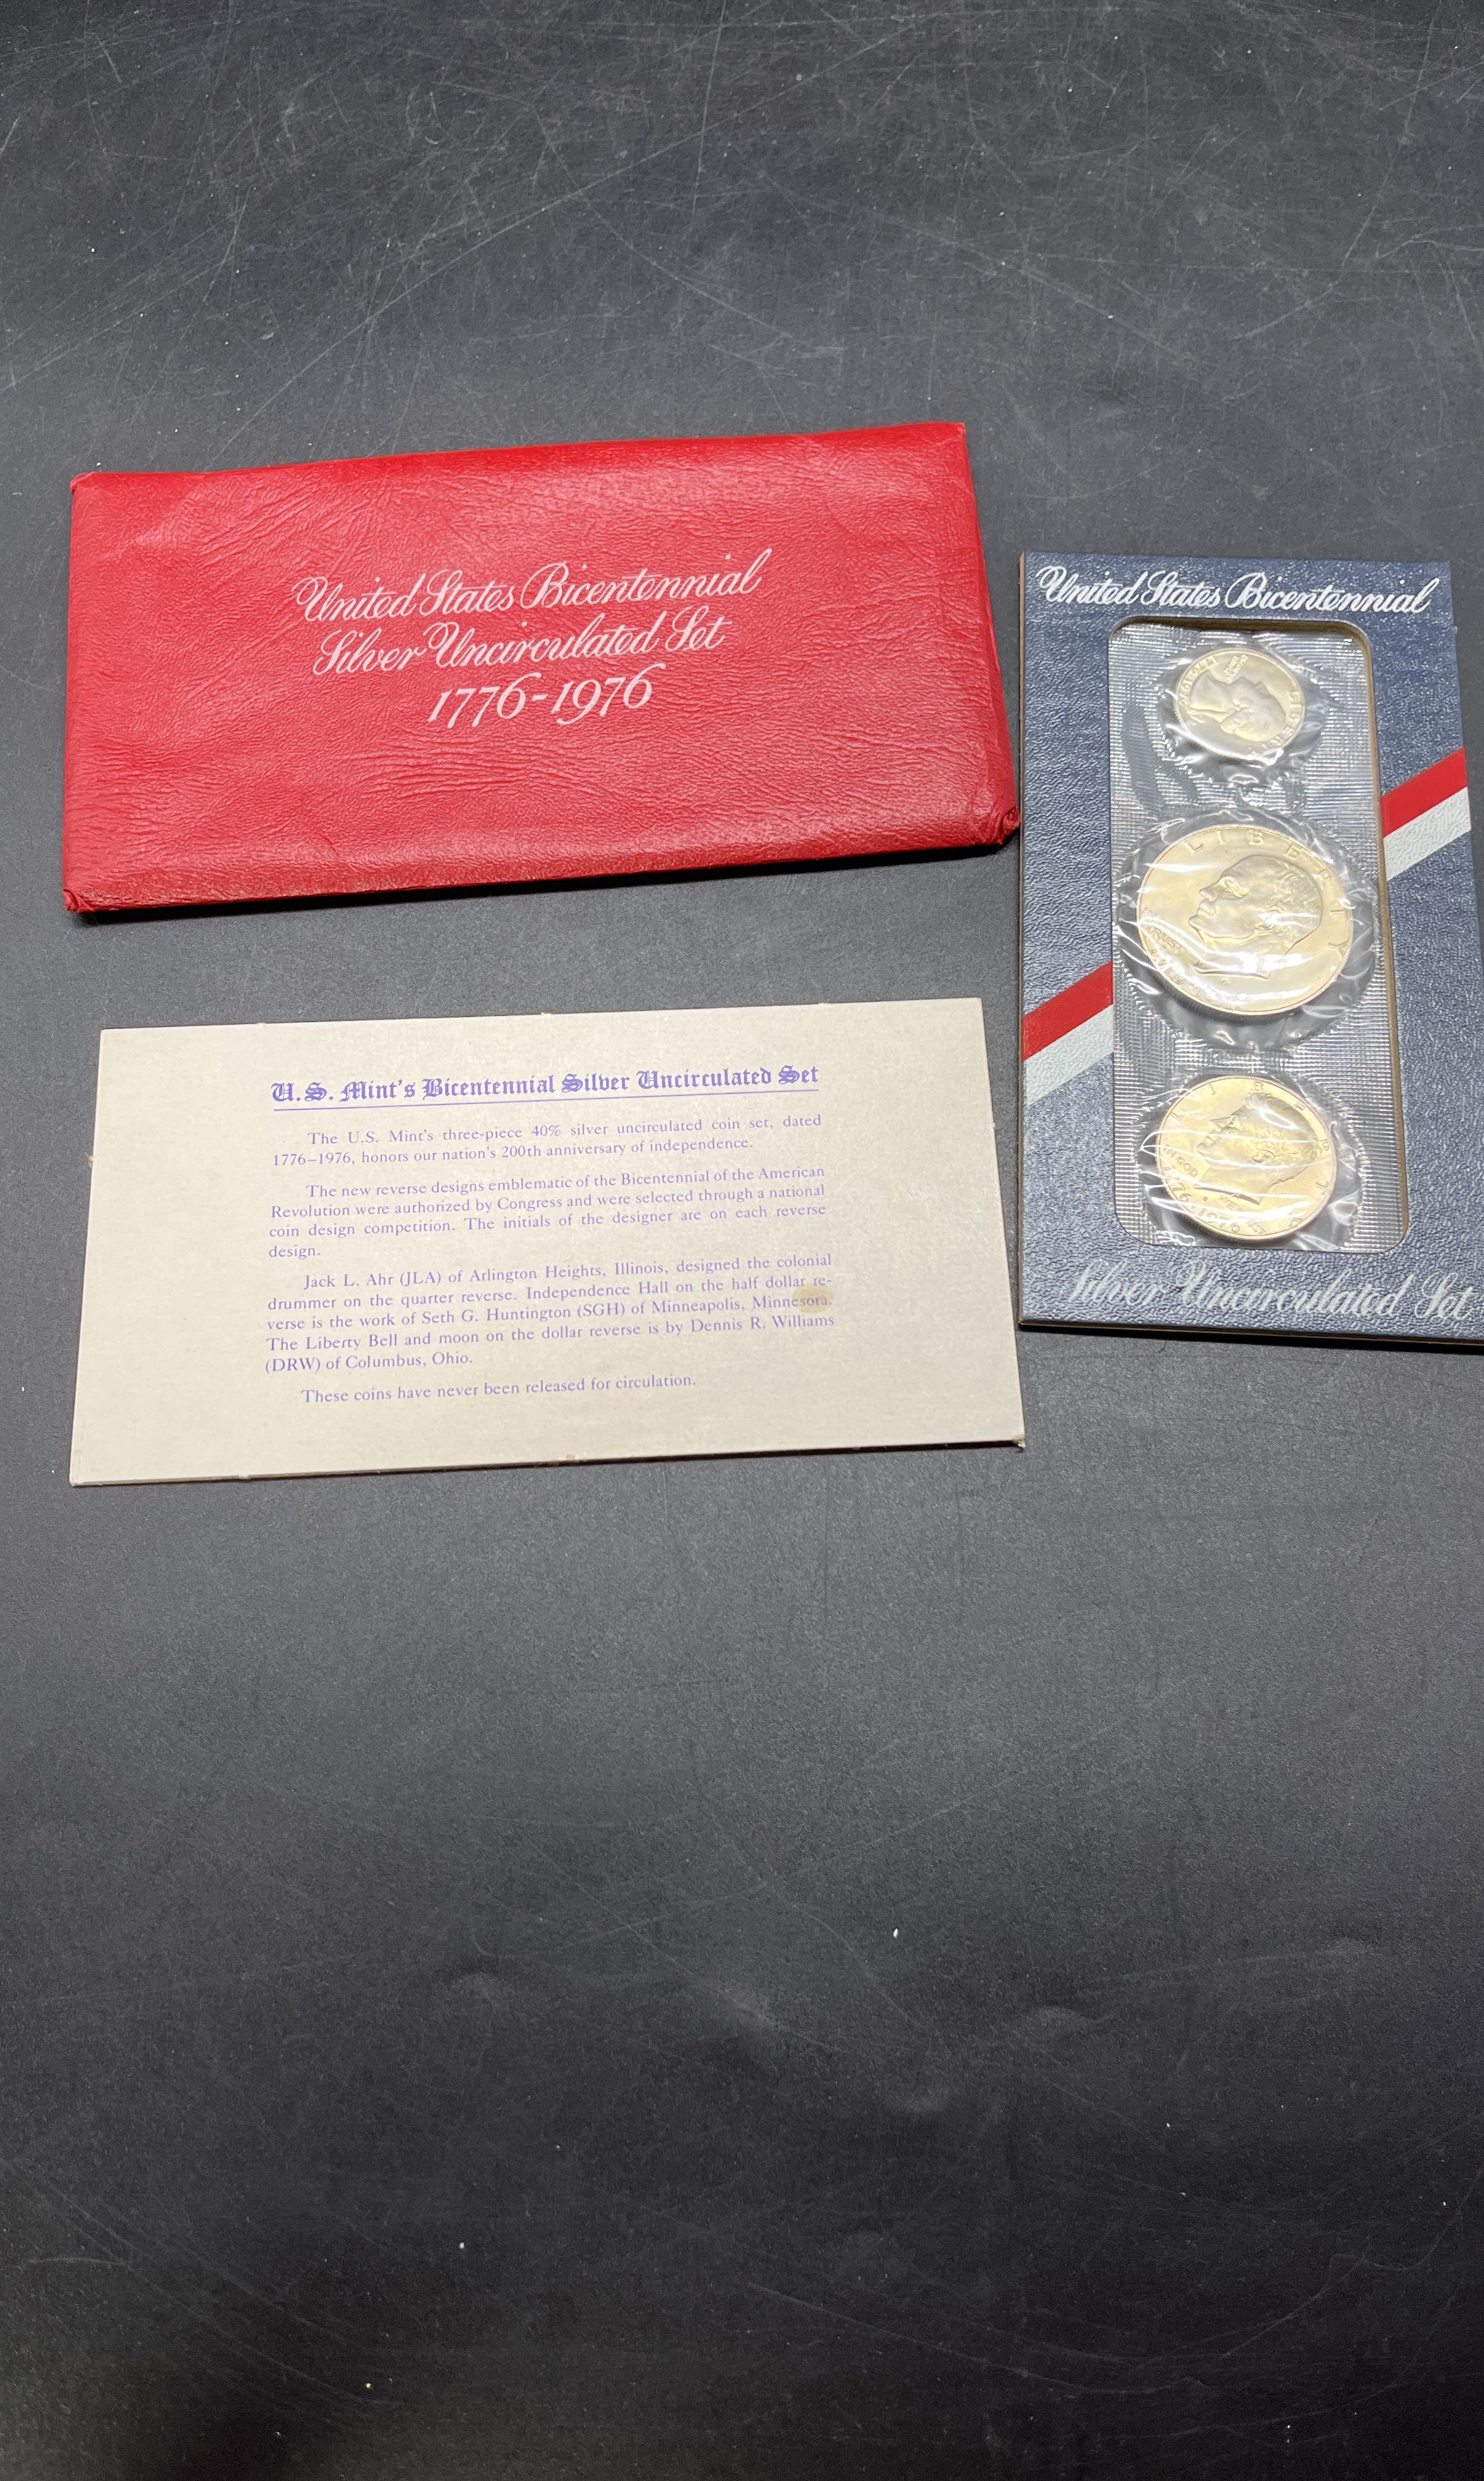 United States Bicentennial
Silver Uncirculated Set
1776-1976
United States Bicentennial
LIBERTY
LIBERTY
Silver Uncirculated Set
U.S. Mint's Bicentennial Silver Uncirculated Set
The U.S. Mint's three-piece 40% silver uncirculated coin set, dated
1776–1976, honors our nation's 200th anniversary of independence.
The new reverse designs emblematic of the Bicentennial of the American
Revolution were authorized by Congress and were selected through a national
coin design competition. The initials of the designer are on each reverse
design.
Jack L. Ahr (JLA) of Arlington Heights, Illinois, designed the colonial
drummer on the quarter reverse. Independence Hall on the half dollar re-
verse is the work of Seth G. Huntington (SGH) of Minneapolis, Minnesota.
The Liberty Bell and moon on the dollar reverse is by Dennis R. Williams
(DRW) of Columbus, Ohio.
These coins have never been released for circulation.